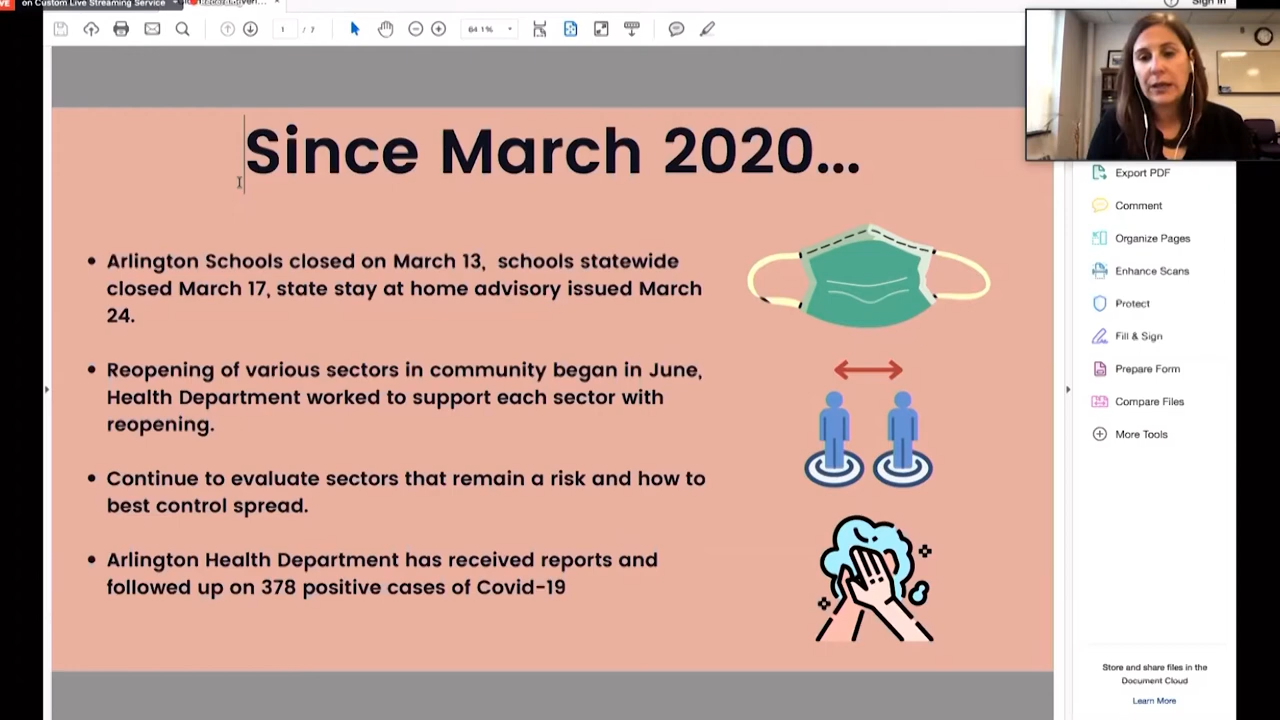 on Custom Live Streaming Service
Sign In
1 / 7
64.1%
Since March 2020...
Export PDF
Comment
Organize Pages
Enhance Scans
Protect
Fill & Sign
Prepare Form
Compare Files
More Tools
• Arlington Schools closed on March 13, schools statewide
closed March 17, state stay at home advisory issued March
24.
• Reopening of various sectors in community began in June,
Health Department worked to support each sector with
reopening.
• Continue to evaluate sectors that remain a risk and how to
best control spread.
• Arlington Health Department has received reports and
followed up on 378 positive cases of Covid-19
Store and share files in the
Document Cloud
Learn More